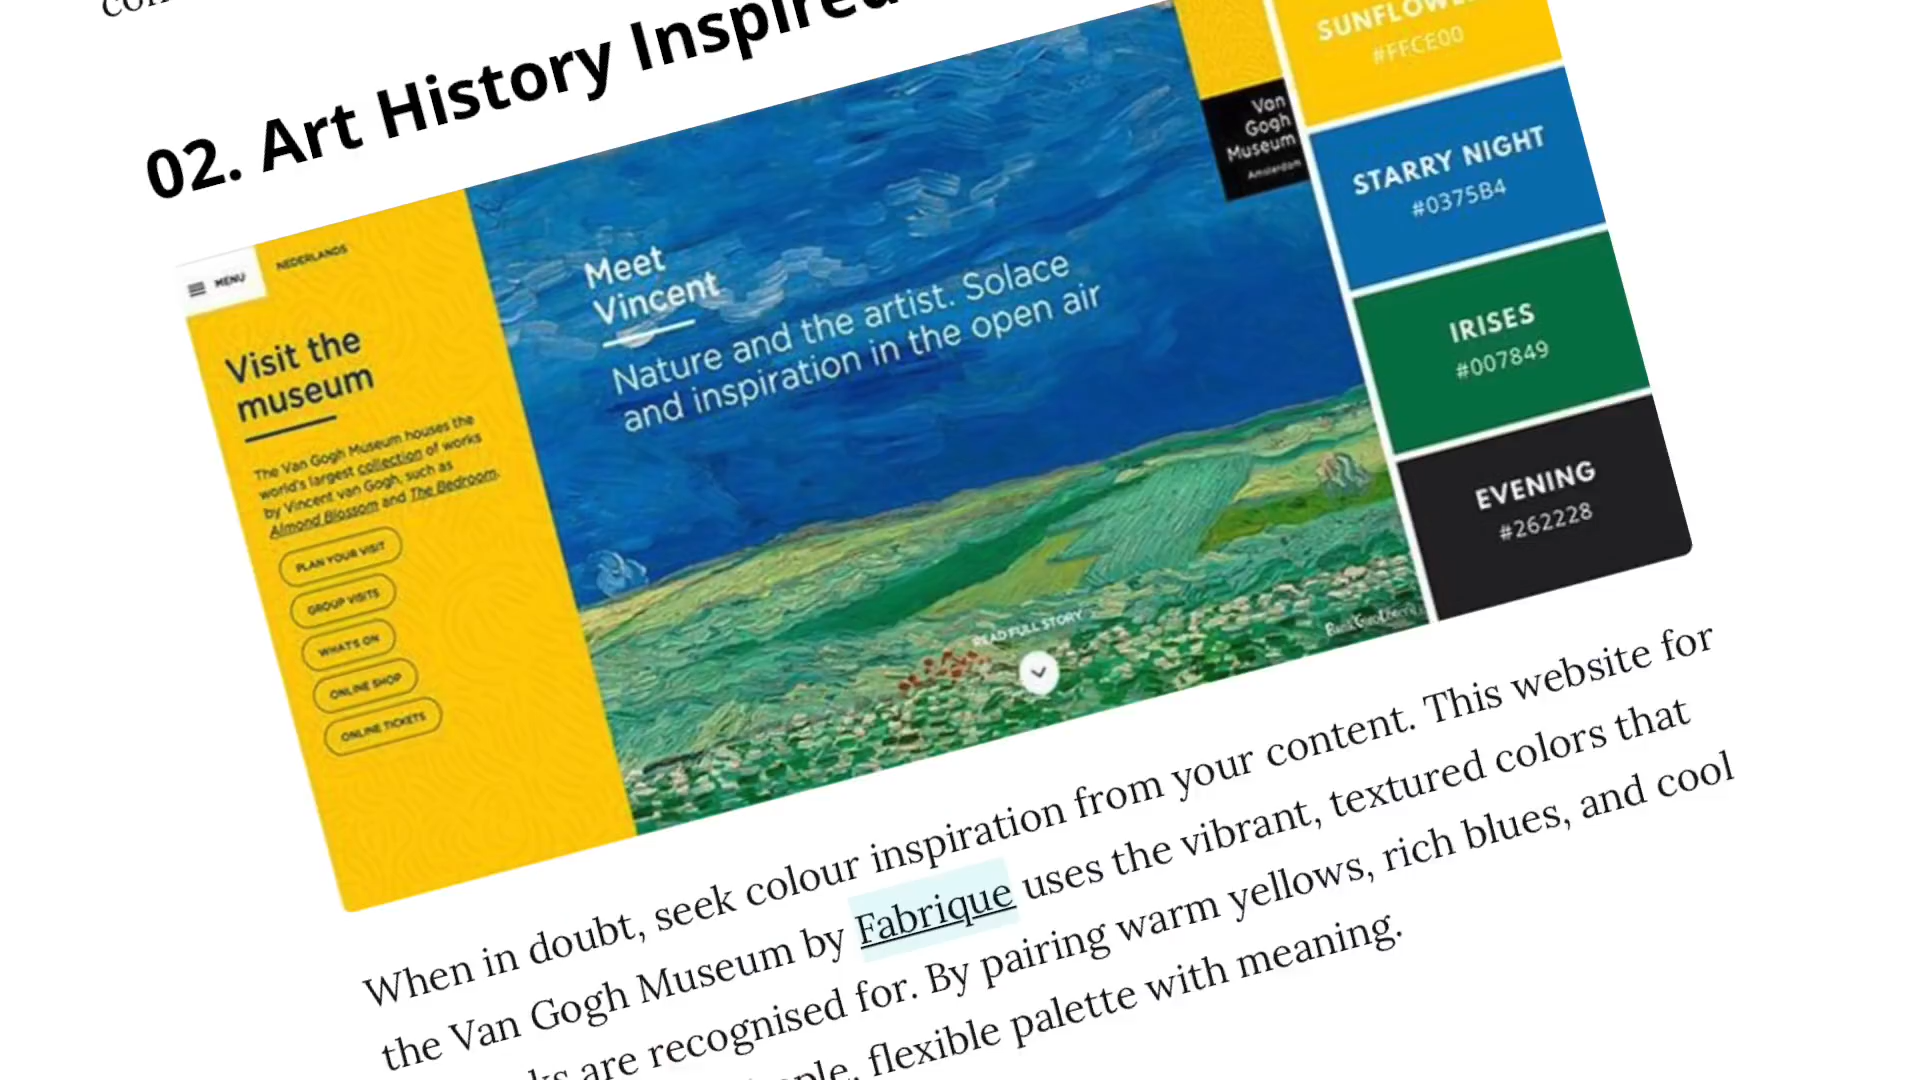 02. Art History Inspired
MENU
NEDERLANDS
Visit the
museum
The Van Gogh Museum houses the
world's largest collection of works
by Vincent van Gogh, such as
Almond Blossom and The Bedroom.
PLAN YOUR VISIT
GROUP VISITS
WHAT'S ON
ONLINE SHOP
ONLINE TICKETS
Meet
Vincent
Nature and the artist. Solace
and inspiration in the open air
READ FULL STORY
Van
Gogh
Museum
Amsterdam
#FFCE00
STARRY NIGHT
#0375B4
IRISES
#007849
EVENING
#262228
When in doubt, seek colour inspiration from your content. This website for
the Van Gogh Museum by Fabrique uses the vibrant, textured colors that
are recognised for. By pairing warm yellows, rich blues, and cool
flexible palette with meaning.